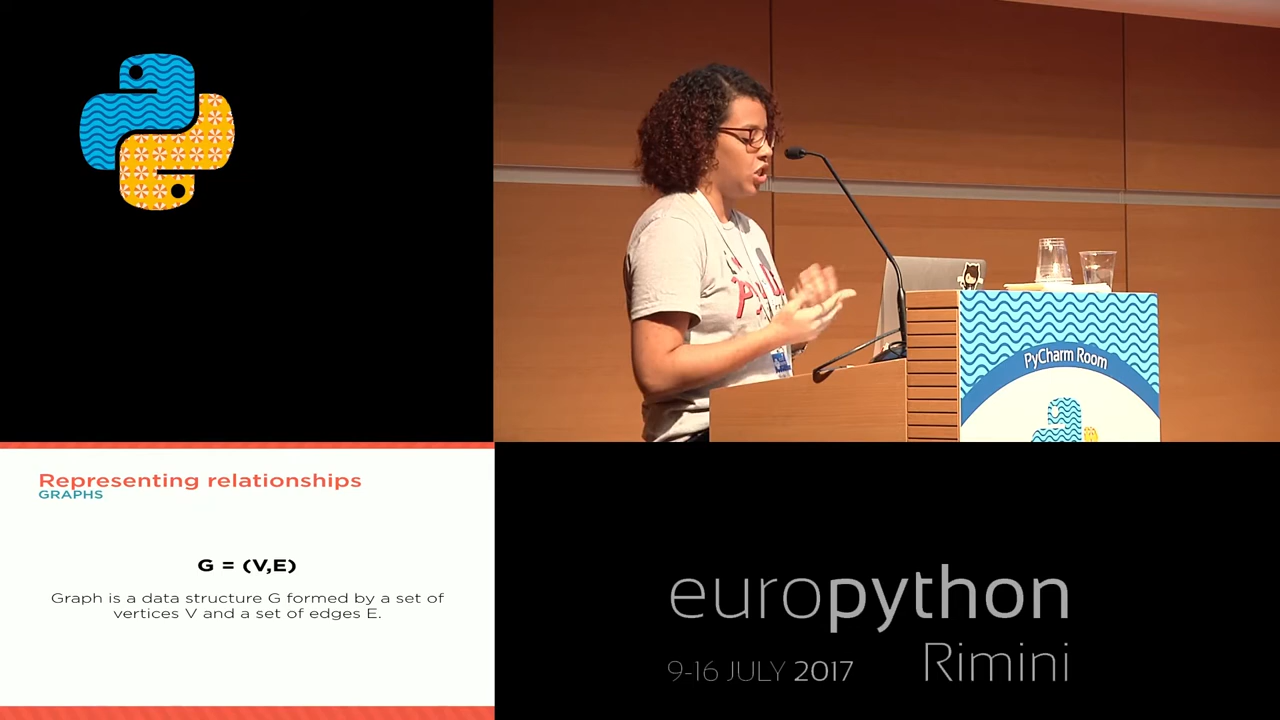 PyCharm Room
Representing relationships
GRAPHS
G = (V,E)
Graph is a data structure G formed by a set of
vertices V and a set of edges E.
europython
Rimini
9-16 JULY 2017